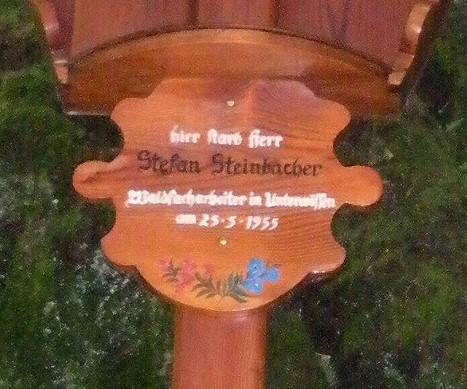 hier starb Herr
Stefan Steinbacher
Waldfacharbeiter in Unterwössen
am 25·5·1955